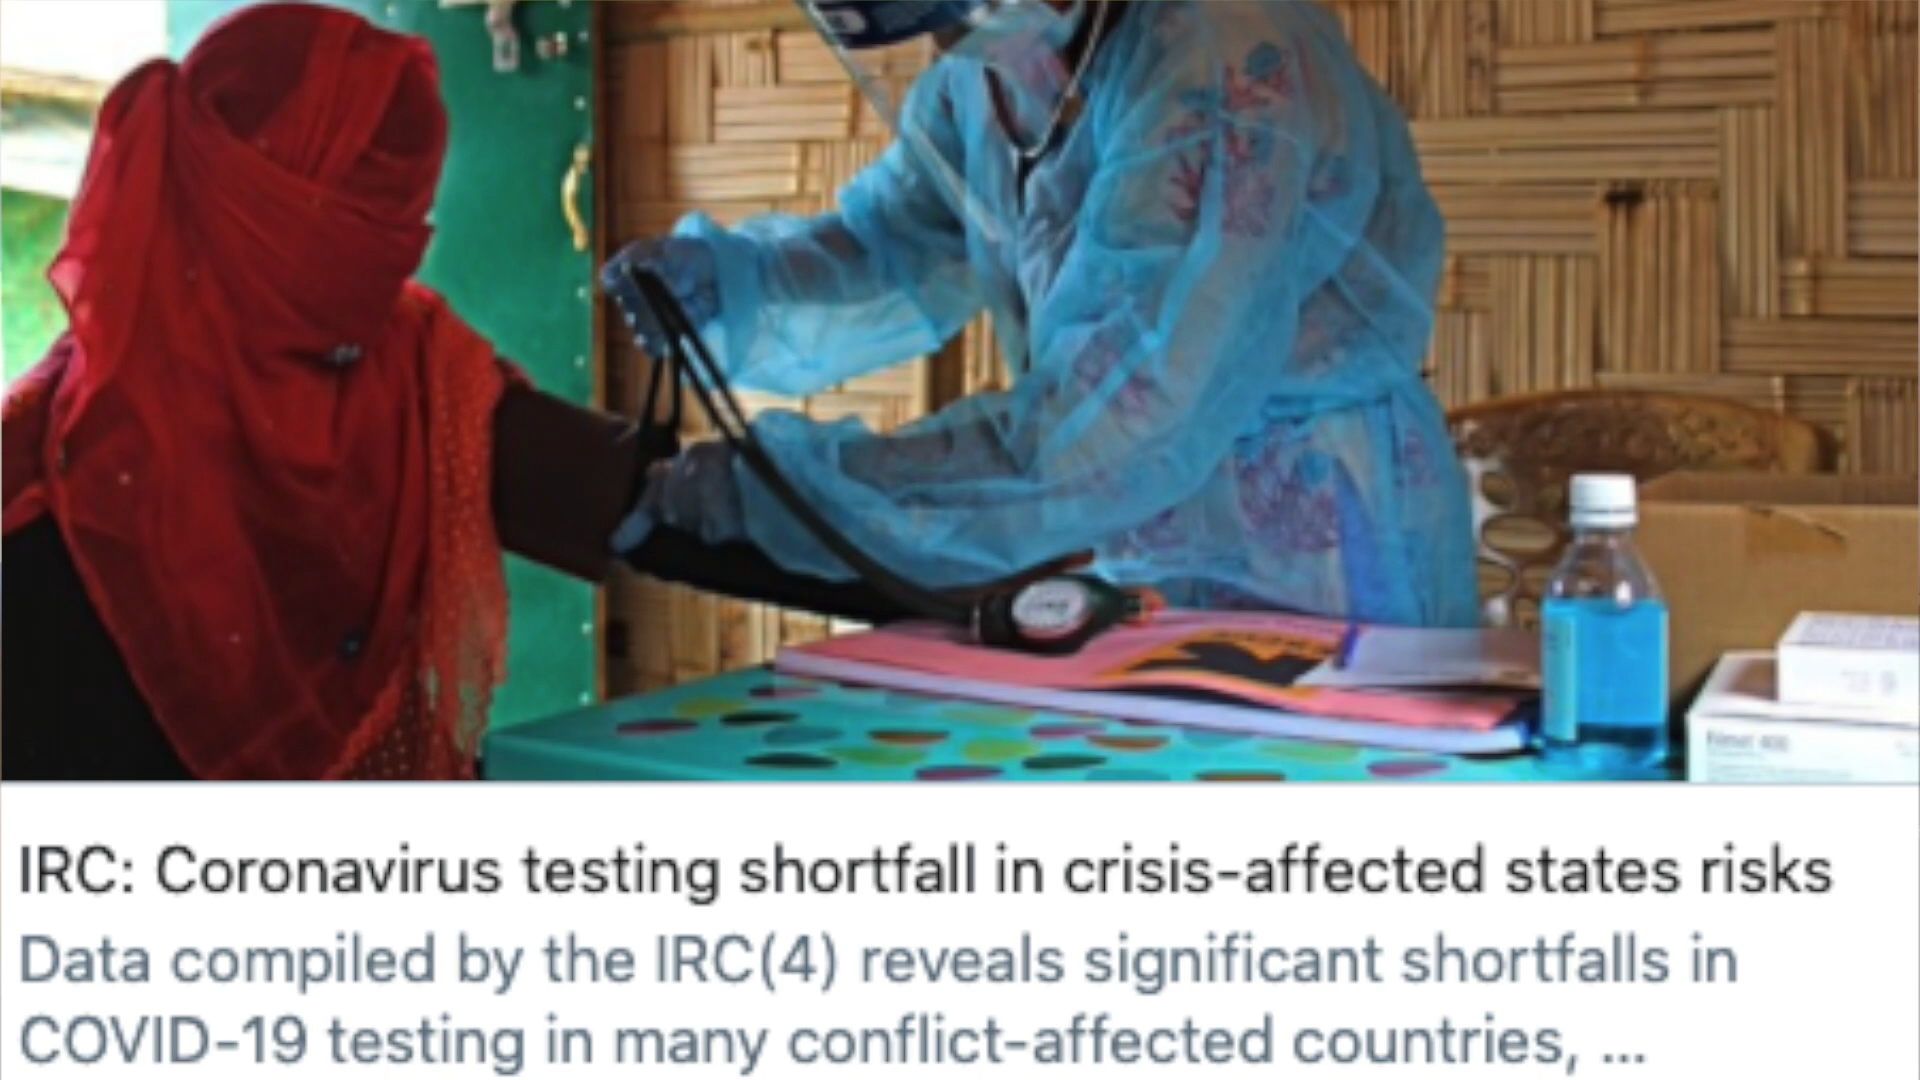 IRC: Coronavirus testing shortfall in crisis-affected states risks
Data compiled by the IRC(4) reveals significant shortfalls in
COVID-19 testing in many conflict-affected countries, ...